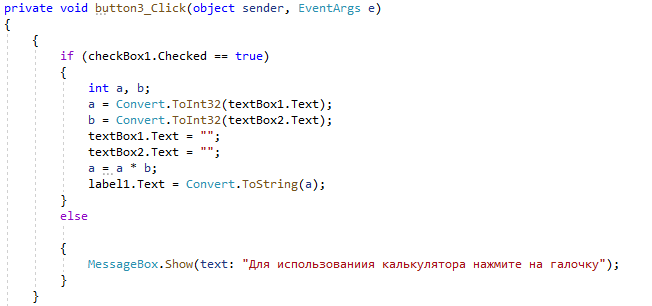 private void button3_Click(object sender, EventArgs e)
{
{
if (checkBox1.Checked == true)
{
int a, b;
a = Convert.ToInt32(textBox1.Text);
b = Convert.ToInt32(textBox2.Text);
textBox1.Text = "";
textBox2.Text = "";
a = a * b;
label1.Text = Convert.ToString(a);
}
else
{
MessageBox.Show(text: "Для использованиия калькулятора нажмите на галочку");
}
}